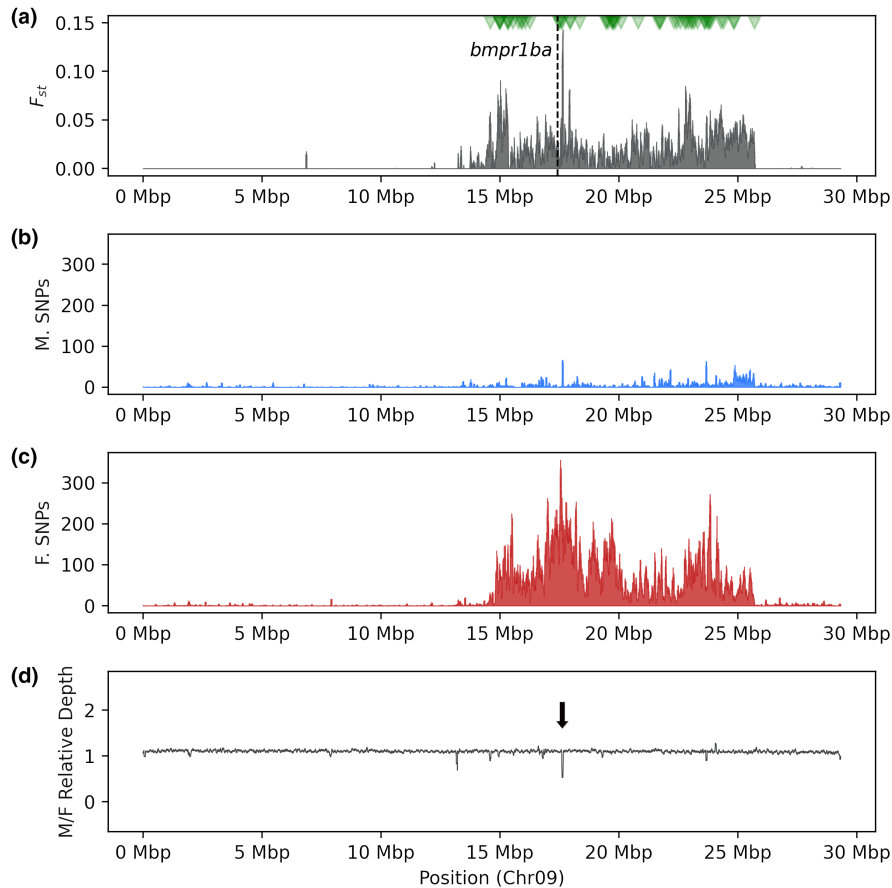 (a)
0.15
0.10
0.05
0.00
Fst
bmpr1ba
0 Mbp 5 Mbp 10 Mbp 15 Mbp 20 Mbp 25 Mbp 30 Mbp
(b)
300
200
100
0
M. SNPs
0 Mbp 5 Mbp 10 Mbp 15 Mbp 20 Mbp 25 Mbp 30 Mbp
(c)
300
200
100
0
F. SNPs
0 Mbp 5 Mbp 10 Mbp 15 Mbp 20 Mbp 25 Mbp 30 Mbp
(d)
2
1
0
M/F Relative Depth
0 Mbp 5 Mbp 10 Mbp 15 Mbp 20 Mbp 25 Mbp 30 Mbp
Position (Chr09)